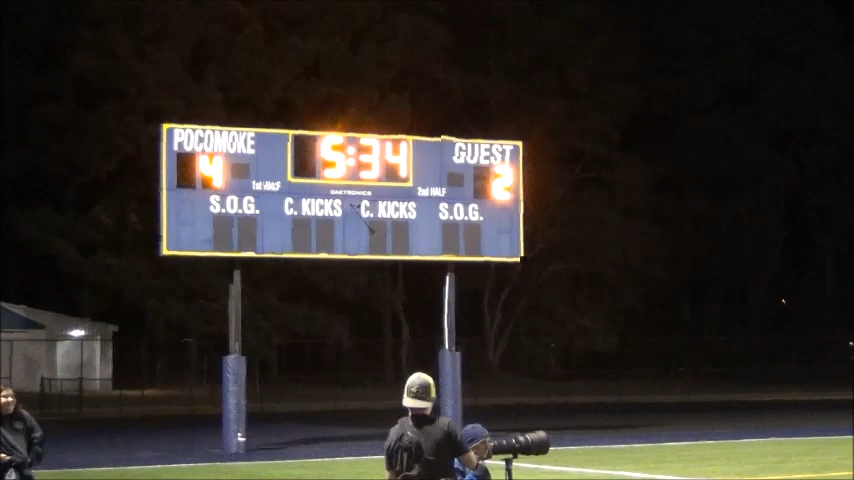 POCOMOKE 5:34 GUEST
4 2
1st HALF DAKTRONICS 2nd HALF
S.O.G. C. KICKS C. KICKS S.O.G.